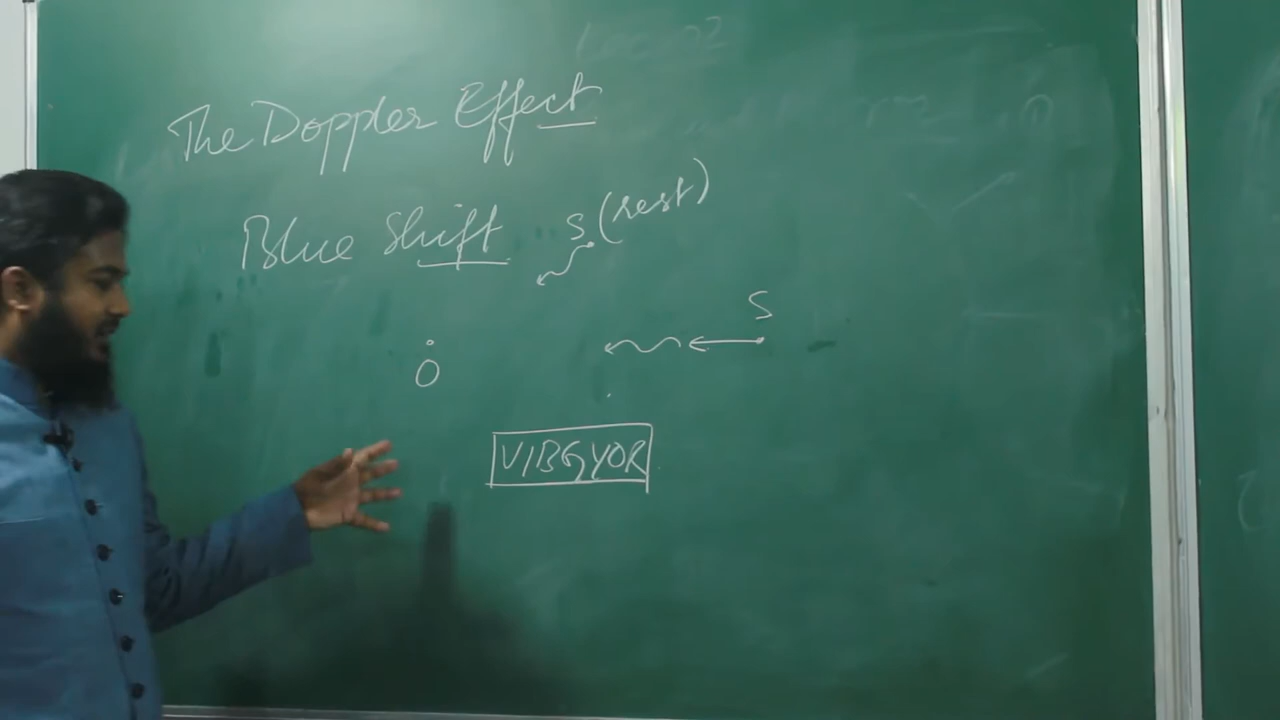 The Doppler Effect
Blue Shift
S (rest)
S
O
VIBGYOR